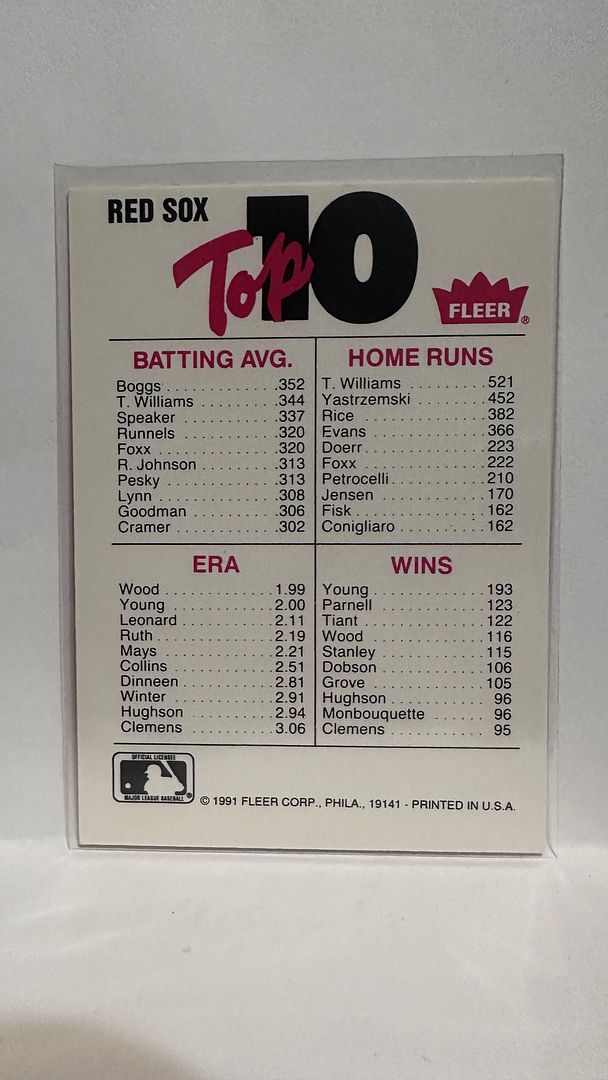 RED SOX
Top 10
FLEER®
BATTING AVG.
Boggs . . . . . . . . . . . . .352
T. Williams . . . . . . . . . .344
Speaker . . . . . . . . . . . .337
Runnels . . . . . . . . . . . .320
Foxx . . . . . . . . . . . . . .320
R. Johnson . . . . . . . . . .313
Pesky . . . . . . . . . . . . . .313
Lynn . . . . . . . . . . . . . .308
Goodman . . . . . . . . . . .306
Cramer . . . . . . . . . . . . .302
HOME RUNS
T. Williams . . . . . . . . . 521
Yastrzemski . . . . . . . . 452
Rice . . . . . . . . . . . . . . 382
Evans . . . . . . . . . . . . . 366
Doerr . . . . . . . . . . . . . 223
Foxx . . . . . . . . . . . . . . 222
Petrocelli . . . . . . . . . . 210
Jensen . . . . . . . . . . . . 170
Fisk . . . . . . . . . . . . . . 162
Conigliaro . . . . . . . . . . 162
ERA
Wood . . . . . . . . . . . . 1.99
Young . . . . . . . . . . . . 2.00
Leonard . . . . . . . . . . . 2.11
Ruth . . . . . . . . . . . . . 2.19
Mays . . . . . . . . . . . . . 2.21
Collins . . . . . . . . . . . . 2.51
Dinneen . . . . . . . . . . . 2.81
Winter . . . . . . . . . . . . 2.91
Hughson . . . . . . . . . . 2.94
Clemens . . . . . . . . . . 3.06
WINS
Young . . . . . . . . . . . . 193
Parnell . . . . . . . . . . . . 123
Tiant . . . . . . . . . . . . . 122
Wood . . . . . . . . . . . . . 116
Stanley . . . . . . . . . . . . 115
Dobson . . . . . . . . . . . . 106
Grove . . . . . . . . . . . . . 105
Hughson . . . . . . . . . . . 96
Monbouquette . . . . . . 96
Clemens . . . . . . . . . . . 95
OFFICIAL LICENSEE
MAJOR LEAGUE BASEBALL®
© 1991 FLEER CORP., PHILA., 19141 - PRINTED IN U.S.A.